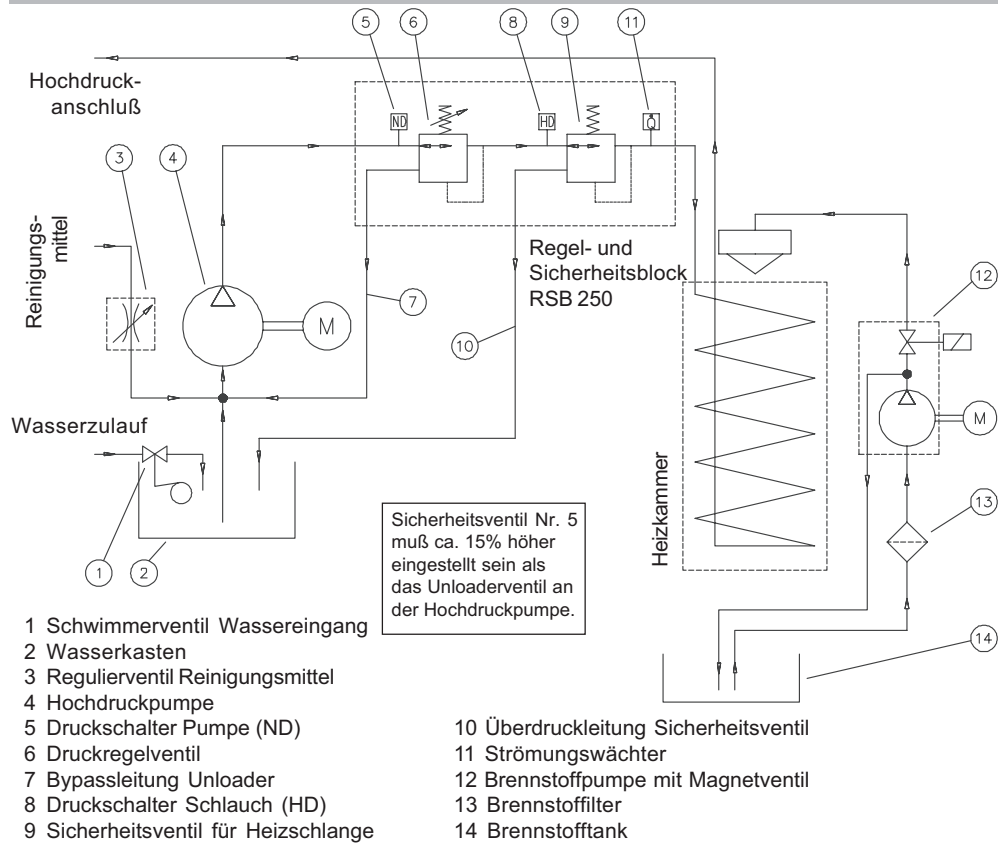 5
6
8
9
11
Hochdruck-
anschluß
ND
HD
Q
3
4
Reinigungs-
mittel
M
7
Regel- und
Sicherheitsblock
RSB 250
12
10
Wasserzulauf
M
Heizkammer
Sicherheitsventil Nr. 5
muß ca. 15% höher
eingestellt sein als
das Unloaderventil an
der Hochdruckpumpe.
13
1
2
14
1 Schwimmerventil Wassereingang
2 Wasserkasten
3 Regulierventil Reinigungsmittel
4 Hochdruckpumpe
5 Druckschalter Pumpe (ND)
6 Druckregelventil
7 Bypassleitung Unloader
8 Druckschalter Schlauch (HD)
9 Sicherheitsventil für Heizschlange
10 Überdruckleitung Sicherheitsventil
11 Strömungswächter
12 Brennstoffpumpe mit Magnetventil
13 Brennstoffilter
14 Brennstofftank